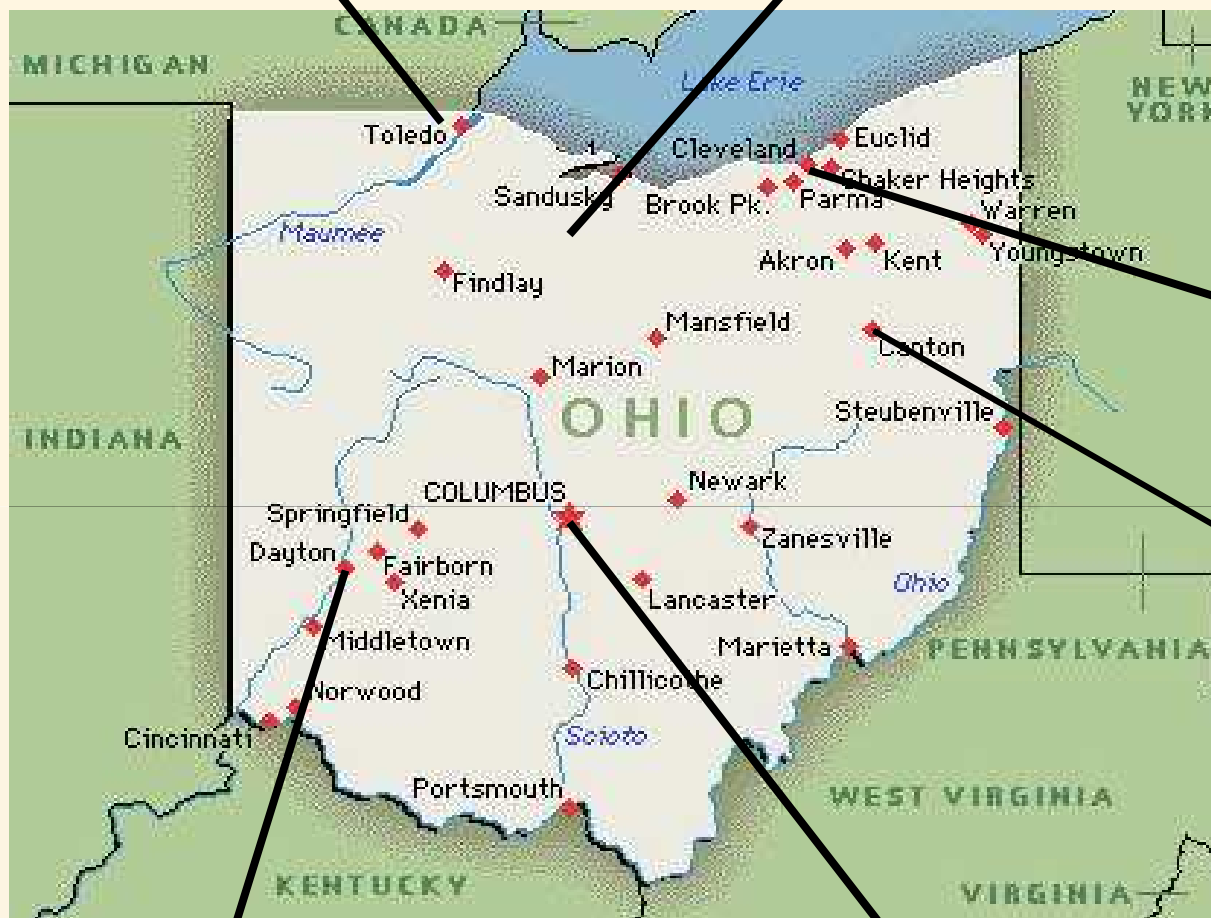 CANADA
MICHIGAN
Lake Erie
NEW
YORK
Toledo
1
Cleveland
Euclid
Shaker Heights
Sandusky
Brook Pk.
Parma
Warren
Maumee
Youngstown
Akron
Kent
Findlay
Mansfield
Canton
Marion
OHIO
Steubenville
INDIANA
Newark
COLUMBUS
Springfield
Zanesville
Dayton
Fairborn
Ohio
Xenia
Lancaster
Middletown
Marietta
PENNSYLVANIA
Chillicothe
Norwood
Cincinnati
Scioto
Portsmouth
WEST VIRGINIA
KENTUCKY
VIRGINIA